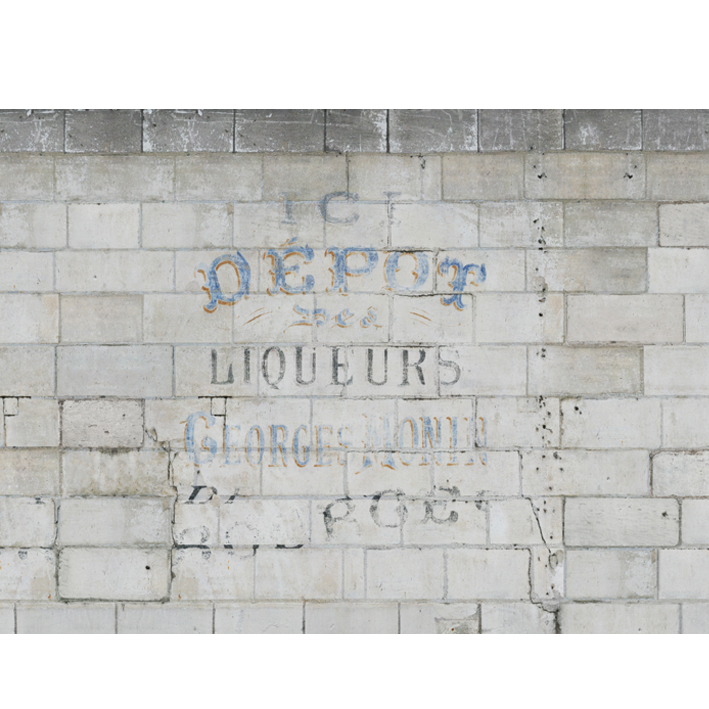 ICI
DÉPOT
des
LIQUEURS
GEORGES MONIN